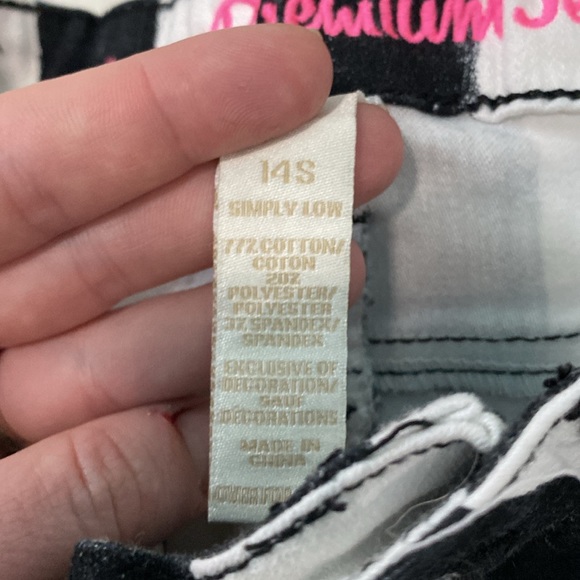 Premium
14S
SIMPLY LOW
77% COTTON/
COTON
20%
POLYESTER/
POLYESTER
3% SPANDEX/
SPANDEX
EXCLUSIVE OF
DECORATION/
SAUF
DECORATIONS
MADE IN
CHINA